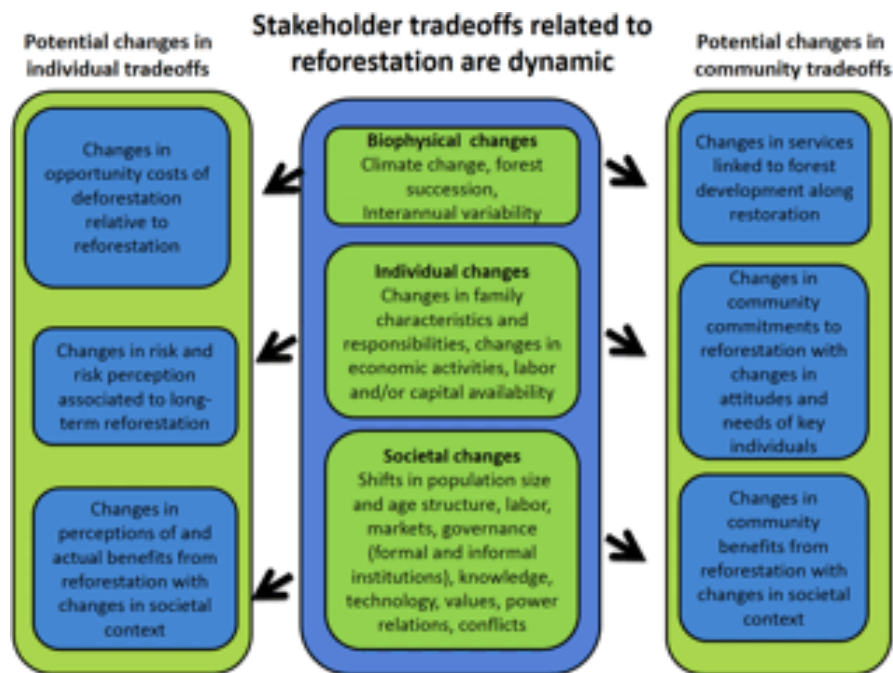 Stakeholder tradeoffs related to
reforestation are dynamic
Potential changes in
individual tradeoffs
Changes in
opportunity costs of
deforestation
relative to
reforestation
Changes in risk and
risk perception
associated to long-
term reforestation
Changes in
perceptions of and
actual benefits from
reforestation with
changes in societal
context
Biophysical changes
Climate change, forest
succession,
Interannual variability
Individual changes
Changes in family
characteristics and
responsibilities, changes in
economic activities, labor
and/or capital availability
Societal changes
Shifts in population size
and age structure, labor,
markets, governance
(formal and informal
institutions), knowledge,
technology, values, power
relations, conflicts
Potential changes in
community tradeoffs
Changes in services
linked to forest
development along
restoration
Changes in
community
commitments to
reforestation with
changes in
attitudes and
needs of key
individuals
Changes in
community
benefits from
reforestation with
changes in societal
context